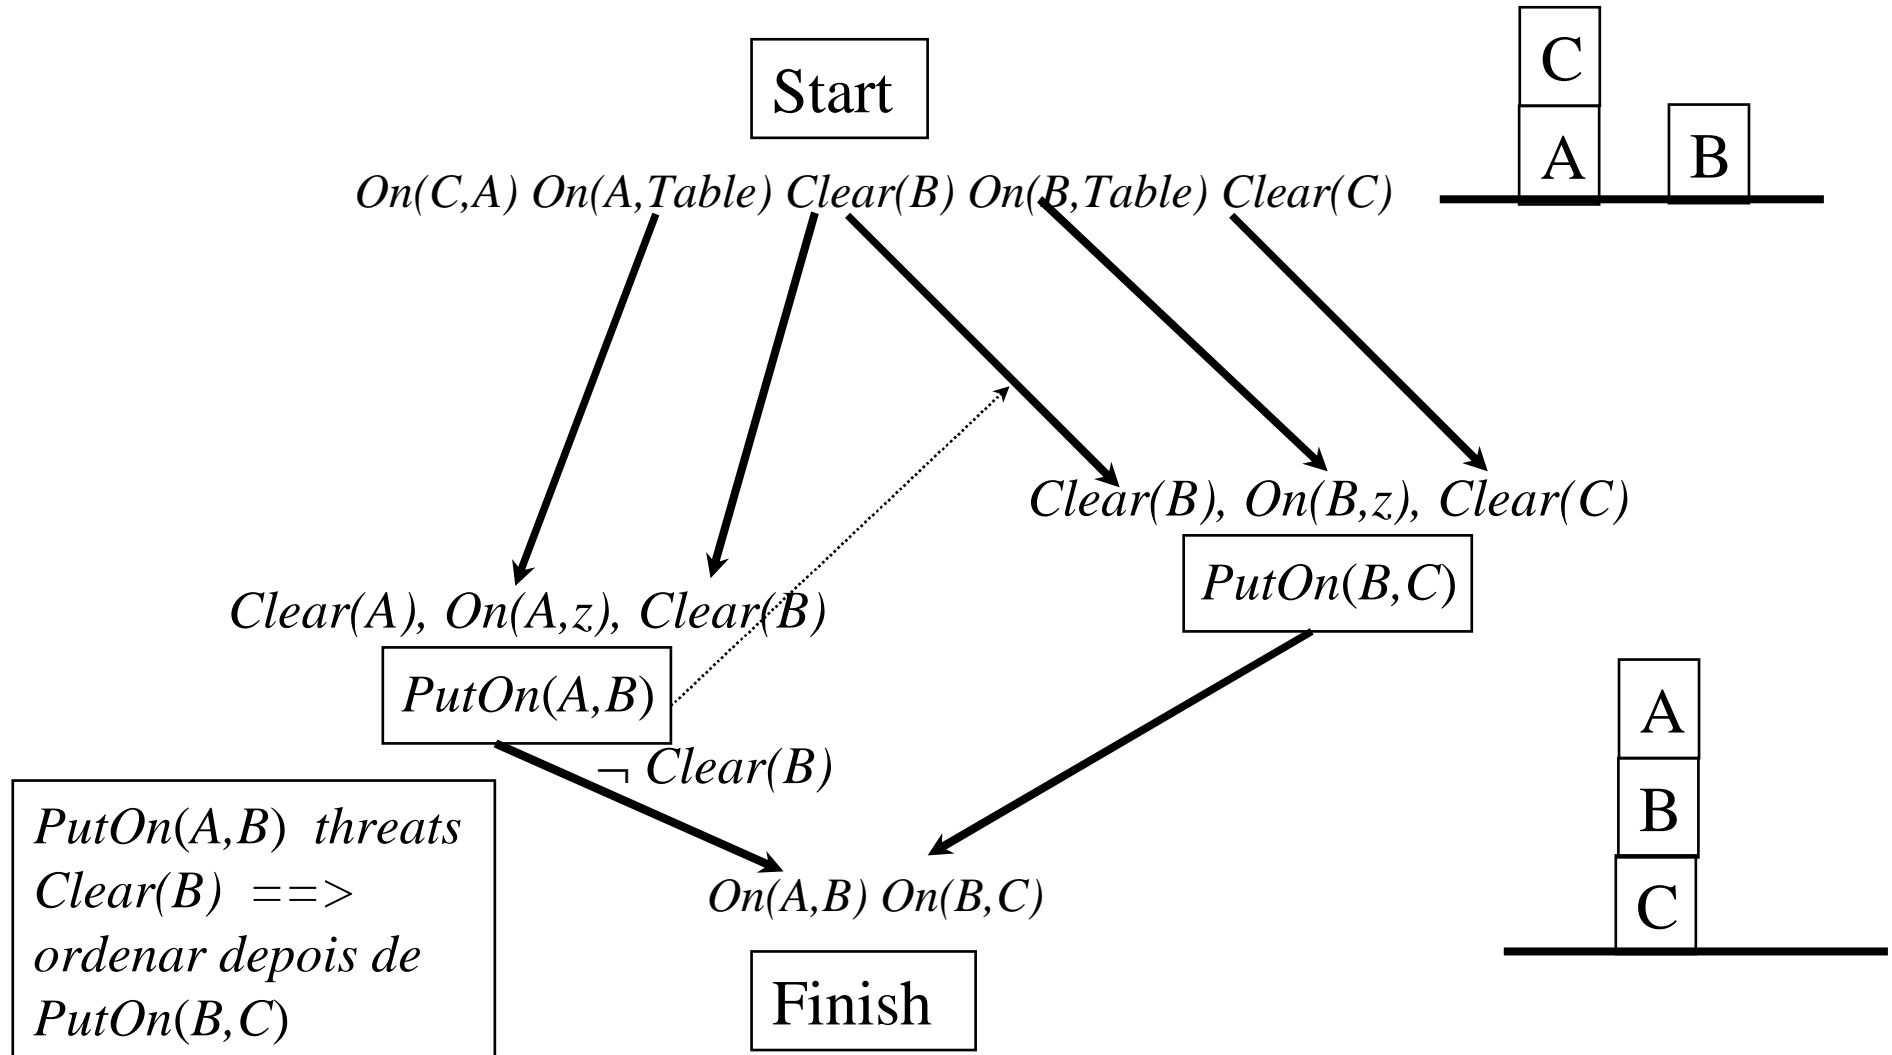 Start
C
A
B
On(C,A) On(A,Table) Clear(B) On(B,Table) Clear(C)
Clear(B), On(B,z), Clear(C)
PutOn(B,C)
Clear(A), On(A,z), Clear(B)
PutOn(A,B)
¬ Clear(B)
PutOn(A,B) threats
Clear(B) ==>
ordenar depois de
PutOn(B,C)
On(A,B) On(B,C)
Finish
A
B
C